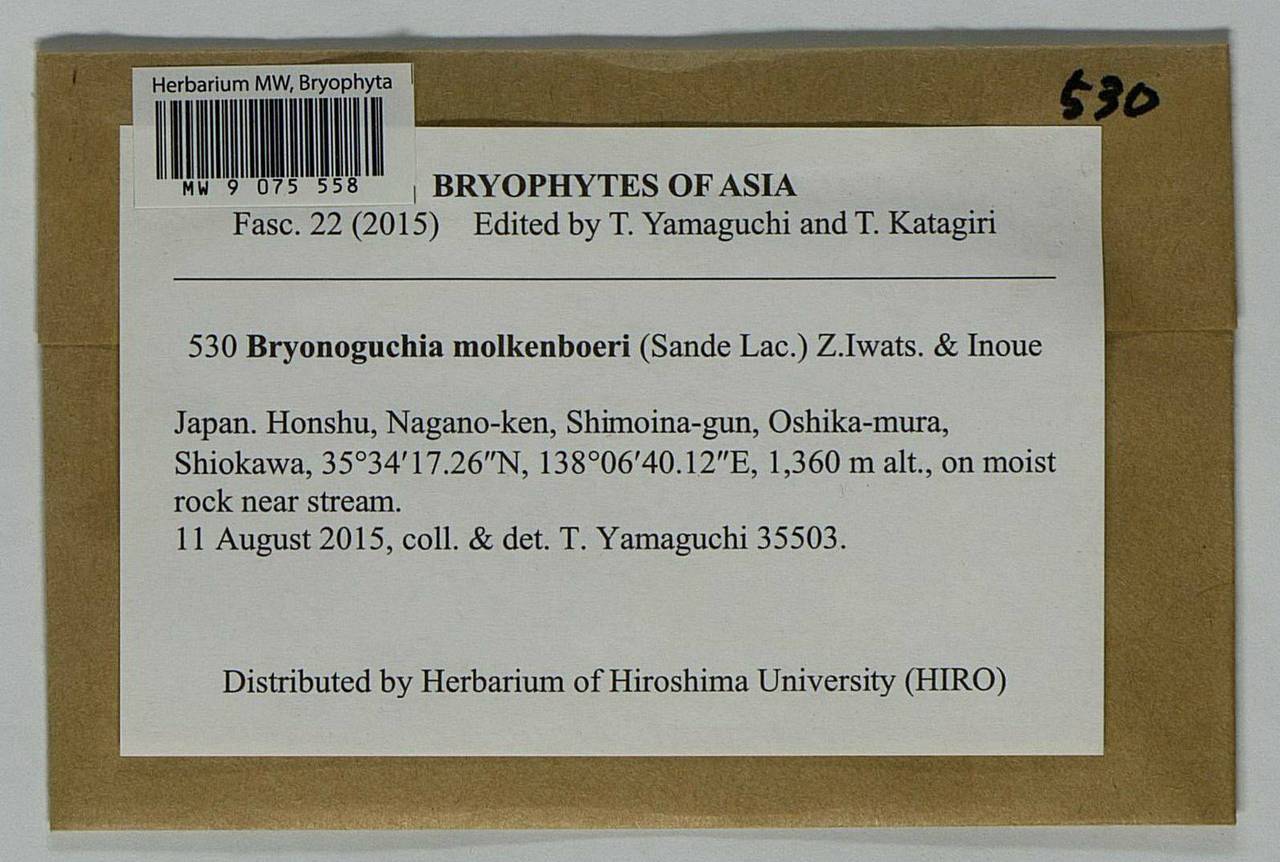 Herbarium MW, Bryophyta
MW 9 075 558
530
BRYOPHYTES OF ASIA
Fasc. 22 (2015) Edited by T. Yamaguchi and T. Katagiri
530 Bryonoguchia molkenboeri (Sande Lac.) Z.Iwats. & Inoue
Japan. Honshu, Nagano-ken, Shimoina-gun, Oshika-mura,
Shiokawa, 35°34′17.26″N, 138°06′40.12″E, 1,360 m alt., on moist
rock near stream.
11 August 2015, coll. & det. T. Yamaguchi 35503.
Distributed by Herbarium of Hiroshima University (HIRO)